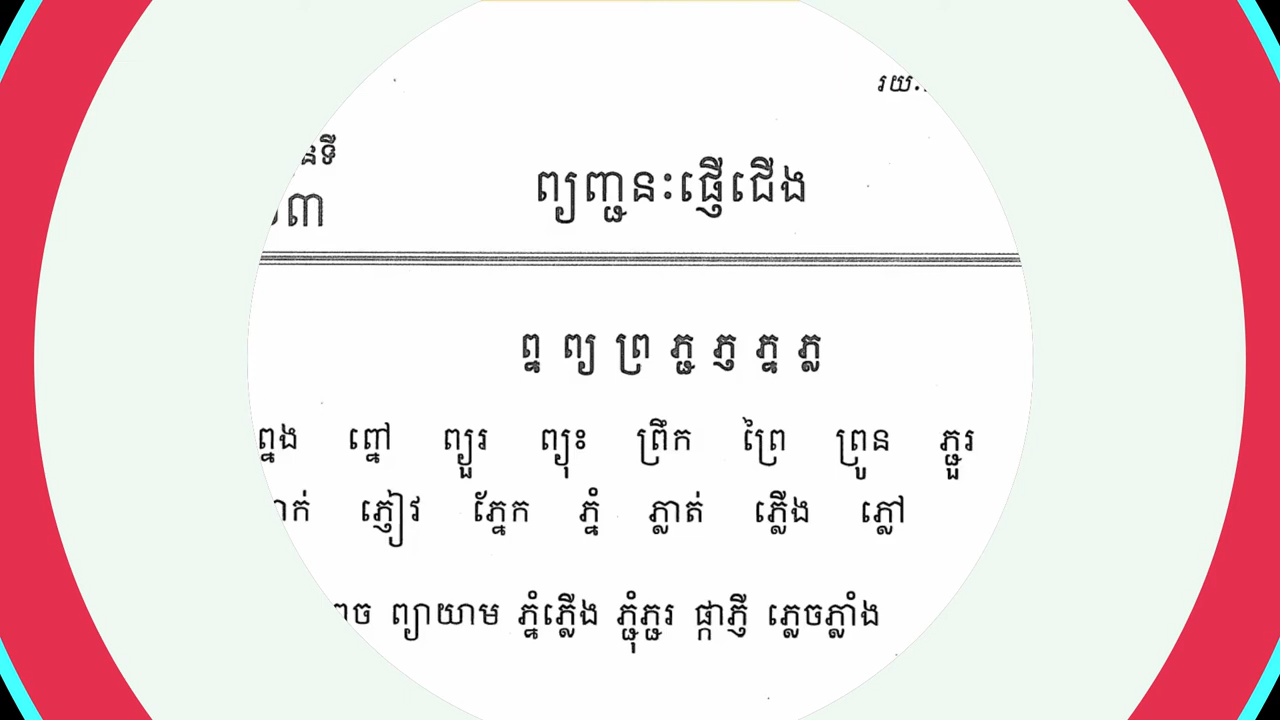 ព្យញ្ជនះផ្ញើជើង
ព្ន ព្យ ព្រ ភ្ជ ភ្ញ ភ្ន ភ្ល
ព្នង ព្នៅ ព្យួរ ព្យុះ ព្រឹក ព្រៃ ព្រូន ភ្ជួរ
ភ្ញៀវ ភ្នែក ភ្នំ ភ្លាត់ ភ្លើង ភ្លៅ
ព្យាយាម ភ្នំភ្លើង ភ្ជុំភ្ជរ ផ្កាភ្ញី ភ្លេចភ្លាំង